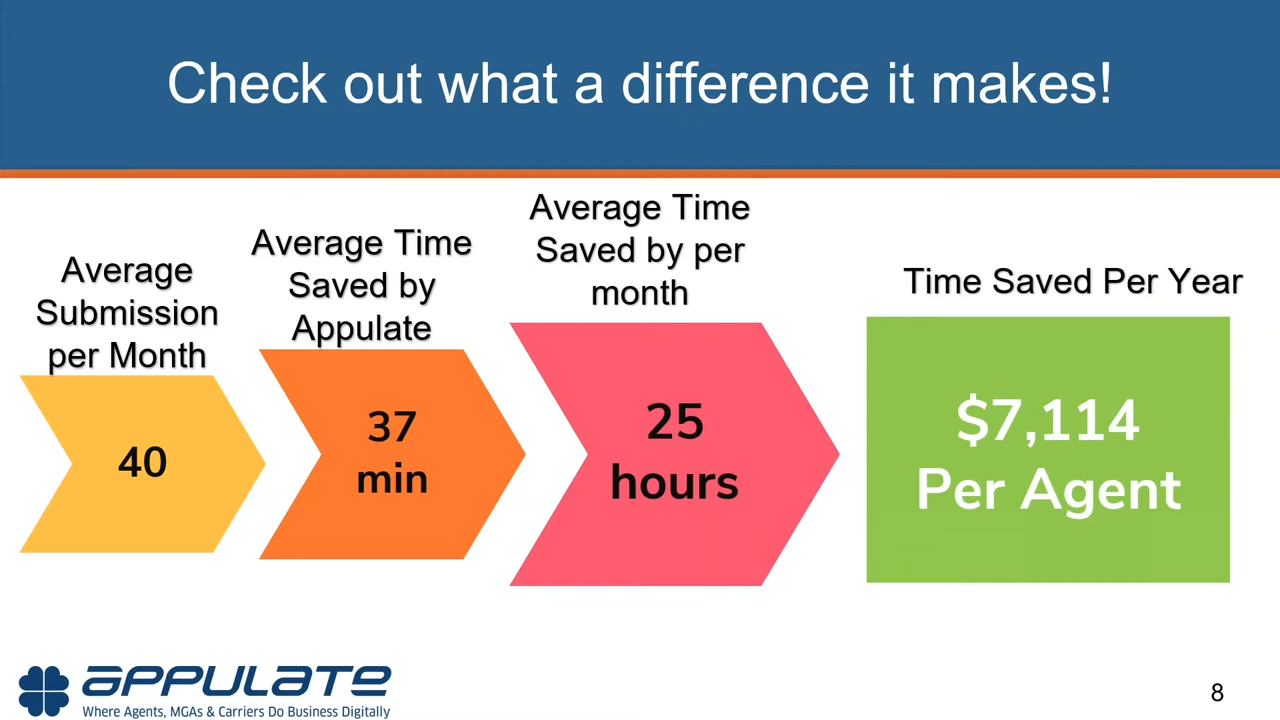 Check out what a difference it makes!
Average
Submission
per Month
40
Average Time
Saved by
Appulate
37
min
Average Time
Saved by per
month
25
hours
Time Saved Per Year
$7,114
Per Agent
APPULATE
Where Agents, MGAs & Carriers Do Business Digitally
8